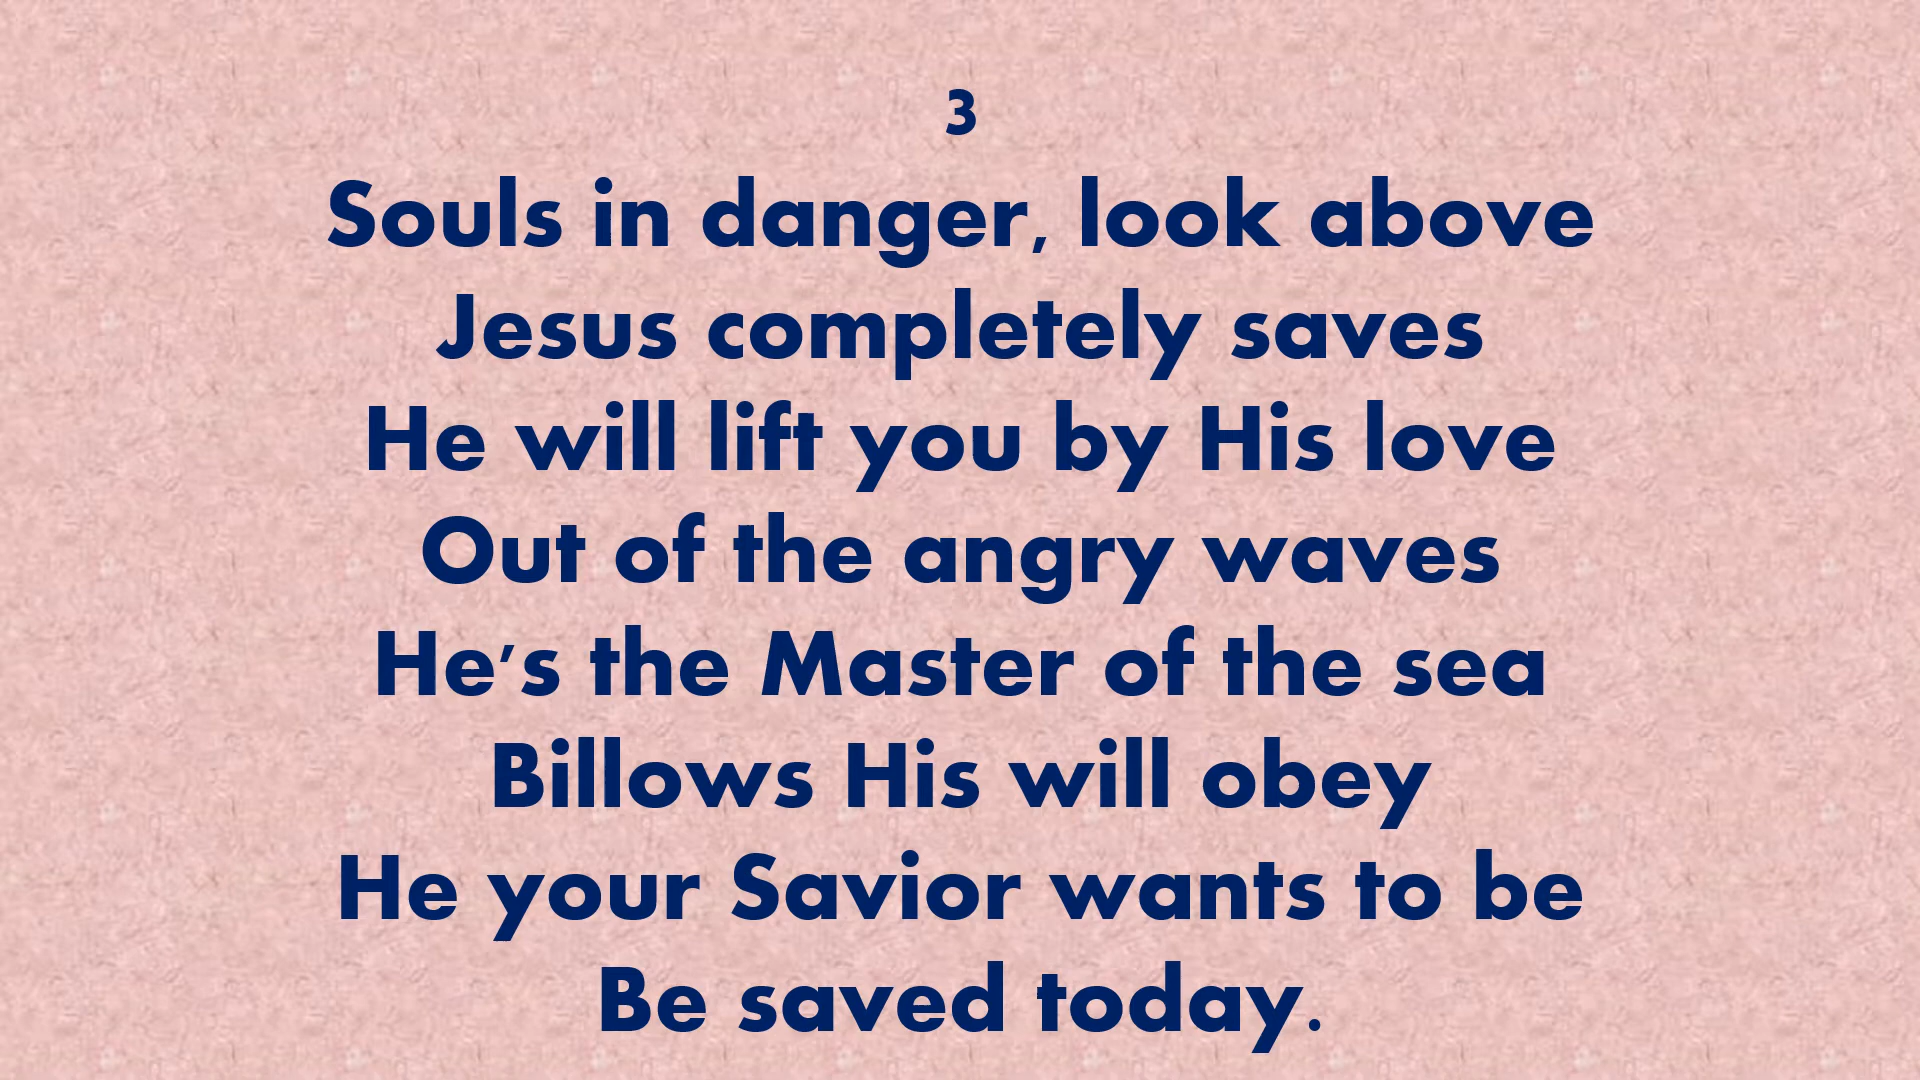 3
Souls in danger, look above
Jesus completely saves
He will lift you by His love
Out of the angry waves
He's the Master of the sea
Billows His will obey
He your Savior wants to be
Be saved today.